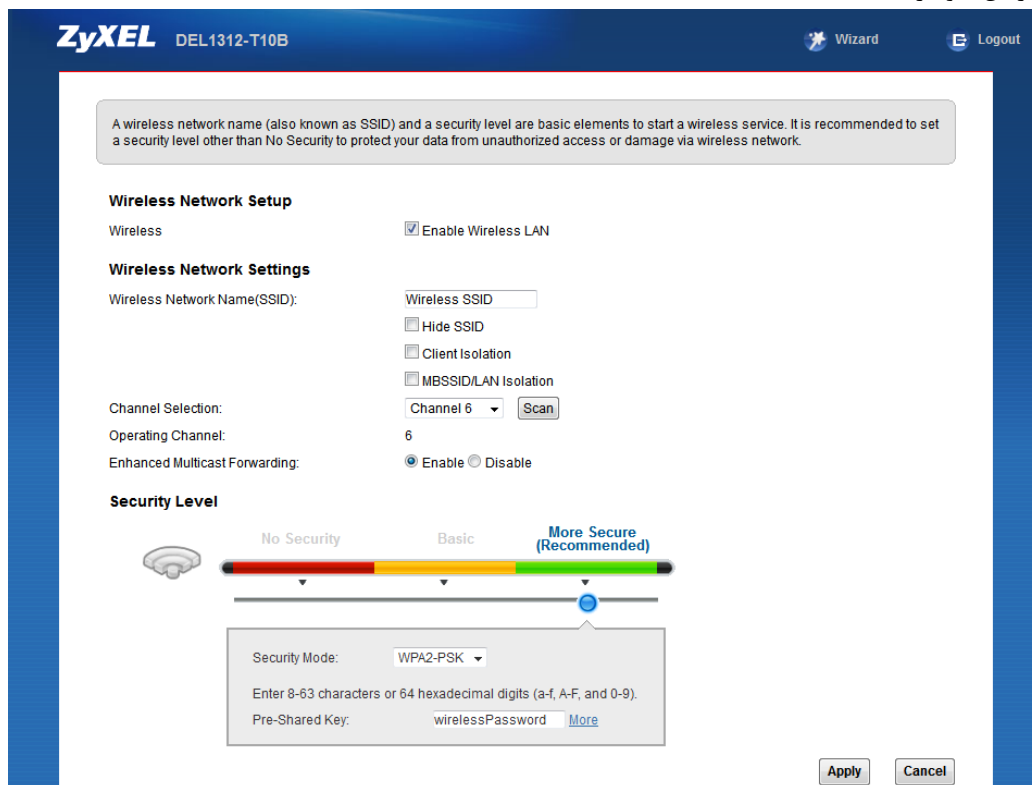 ZyXEL DEL1312-T10B Wizard Logout
A wireless network name (also known as SSID) and a security level are basic elements to start a wireless service. It is recommended to set
a security level other than No Security to protect your data from unauthorized access or damage via wireless network.
Wireless Network Setup
Wireless Enable Wireless LAN
Wireless Network Settings
Wireless Network Name(SSID): Wireless SSID
Hide SSID
Client Isolation
MBSSID/LAN Isolation
Channel Selection: Channel 6 Scan
Operating Channel: 6
Enhanced Multicast Forwarding: Enable Disable
Security Level
No Security Basic More Secure
(Recommended)
Security Mode: WPA2-PSK
Enter 8-63 characters or 64 hexadecimal digits (a-f, A-F, and 0-9).
Pre-Shared Key: wirelessPassword More
Apply Cancel